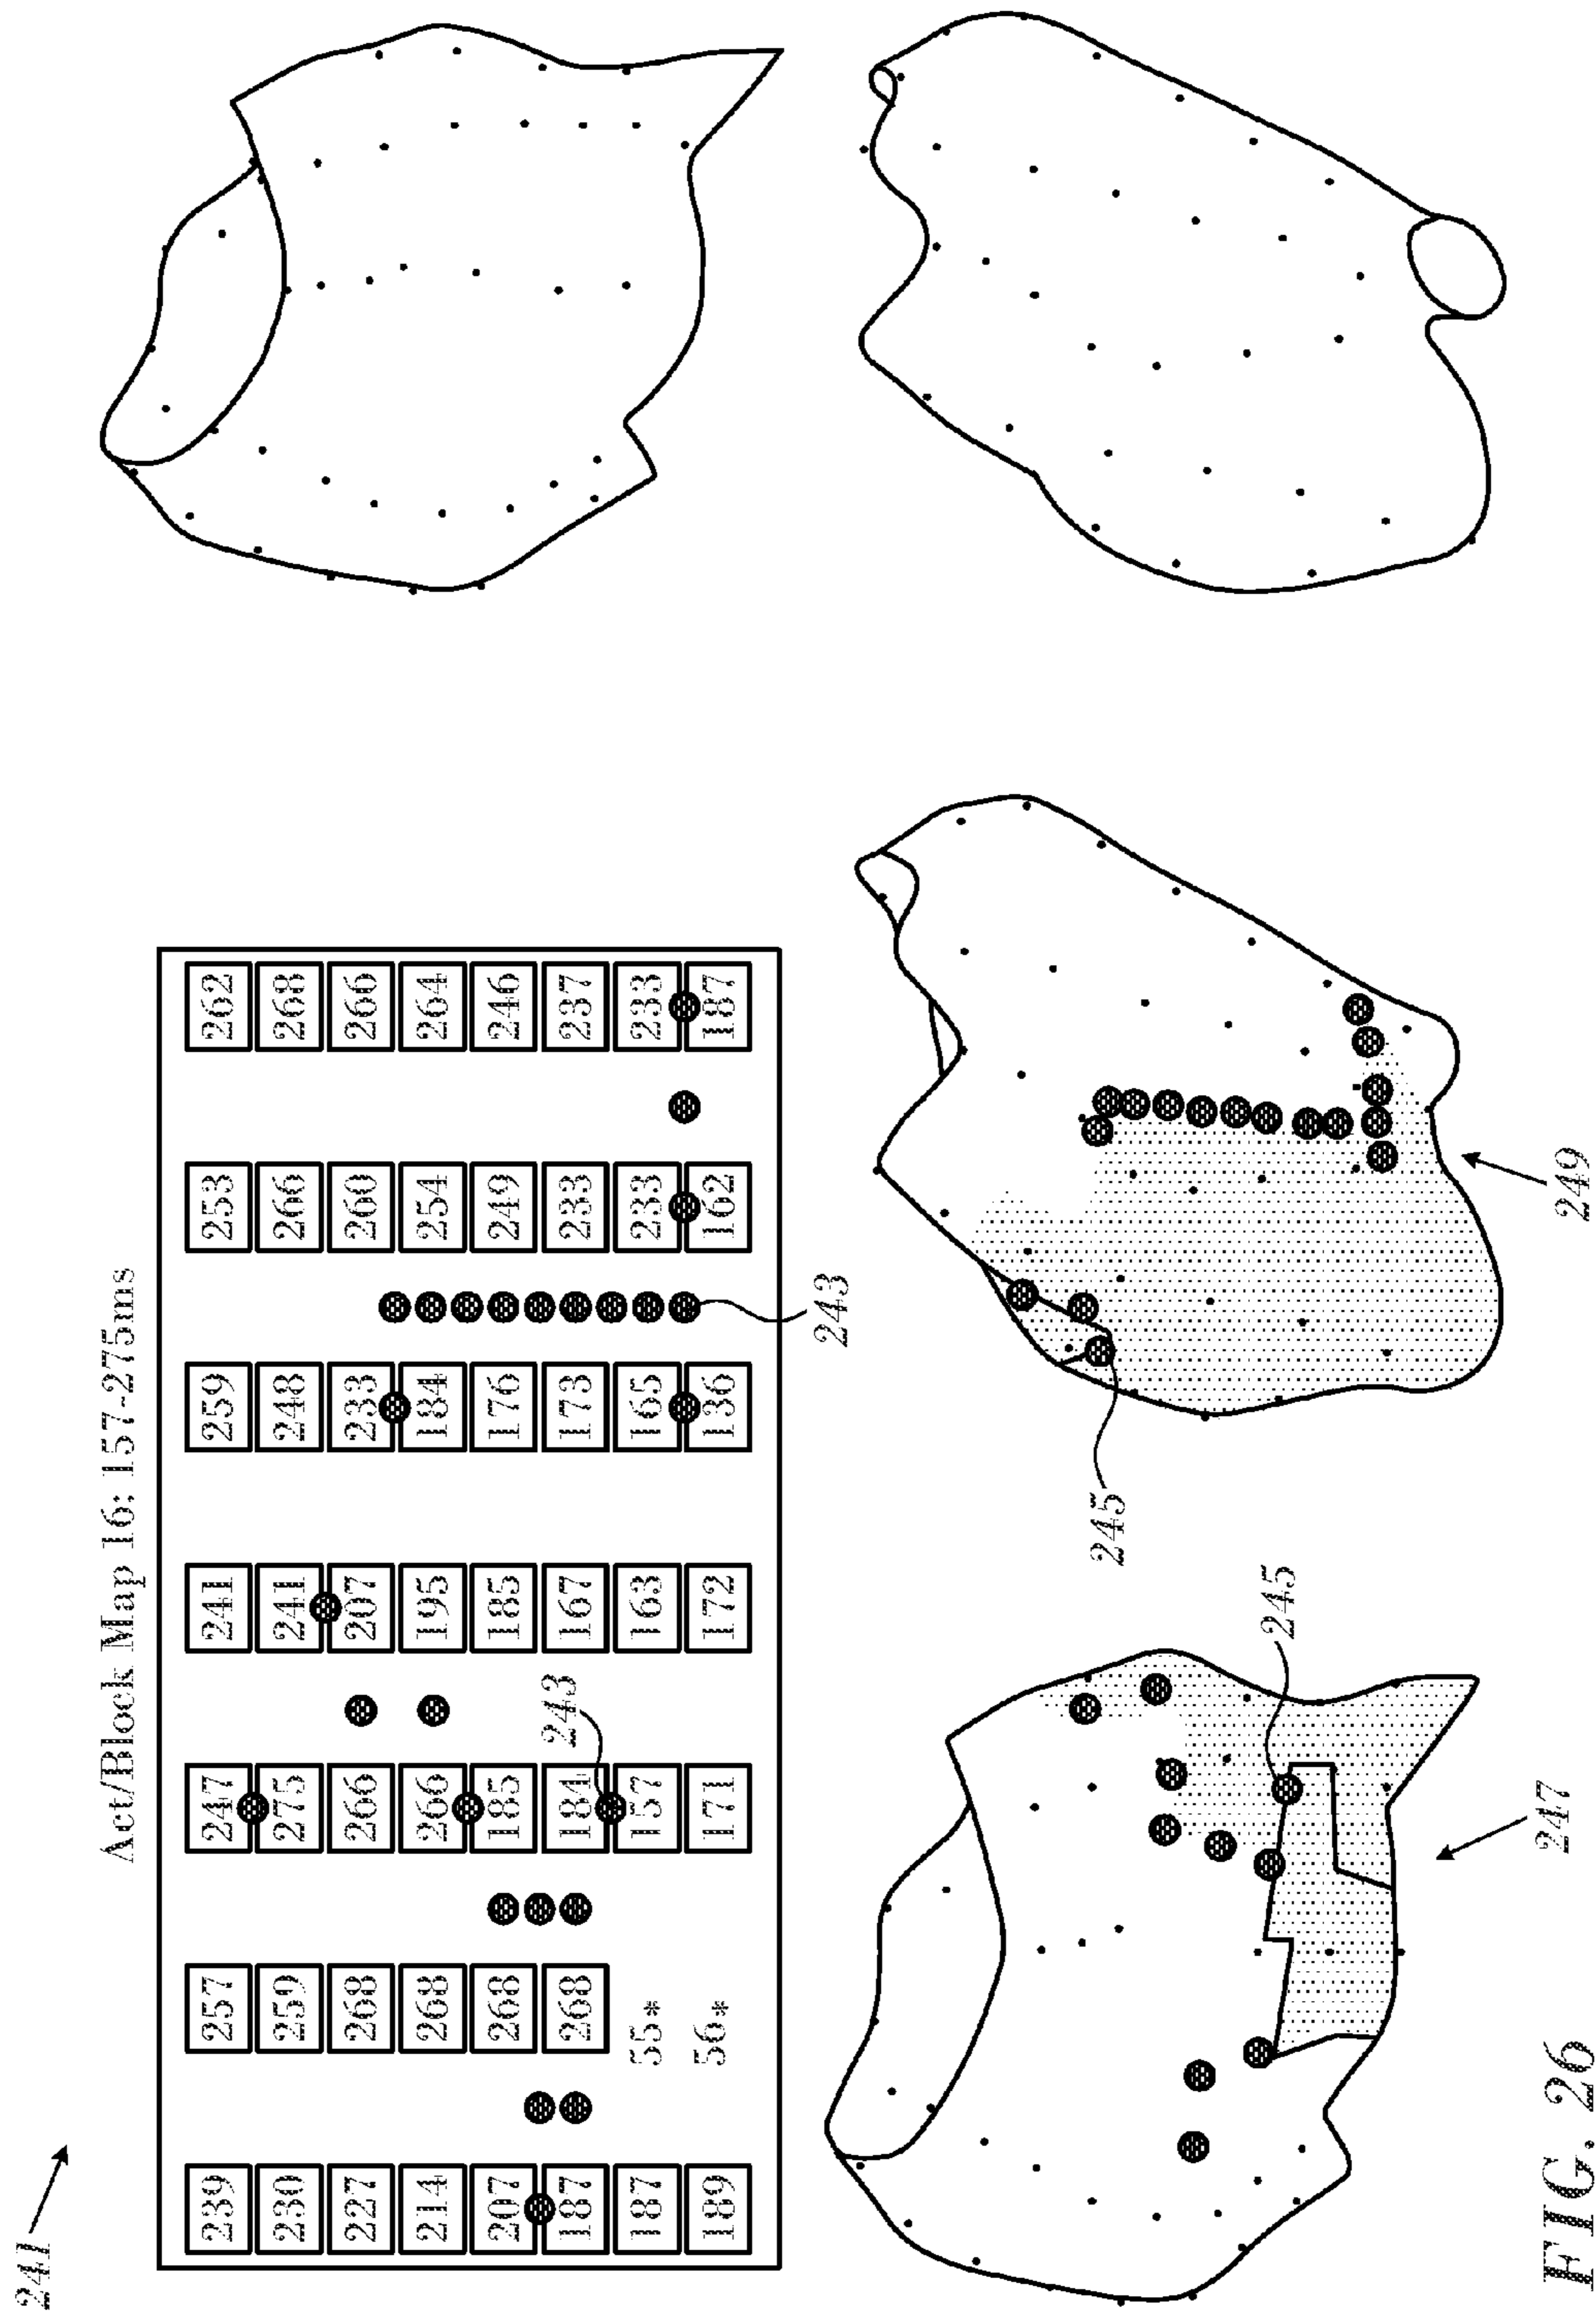 241
Act/Block Map 16: 157-275ms
239 257 247 241 259 253 262
230 259 275 241 248 266 268
227 268 266 207 233 260 266
214 268 266 195 184 254 264
207 268 185 185 176 249 246
187 268 184 167 173 233 237
187 55* 157 163 165 233 233
189 56* 171 172 136 162 187
243
243
245
245
247
249
FIG. 26